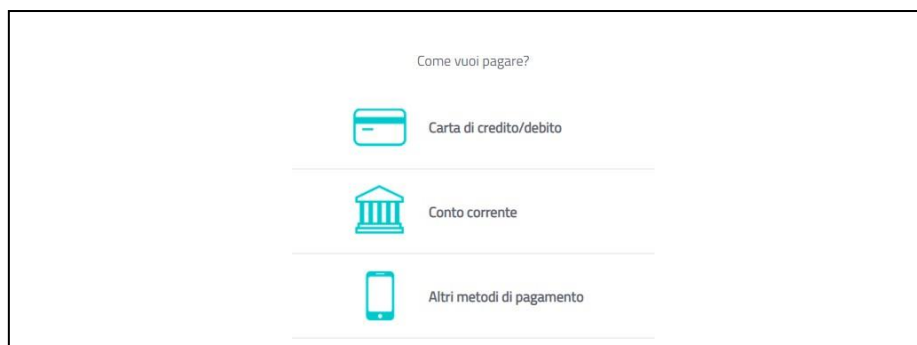 Come vuoi pagare?
Carta di credito/debito
Conto corrente
Altri metodi di pagamento